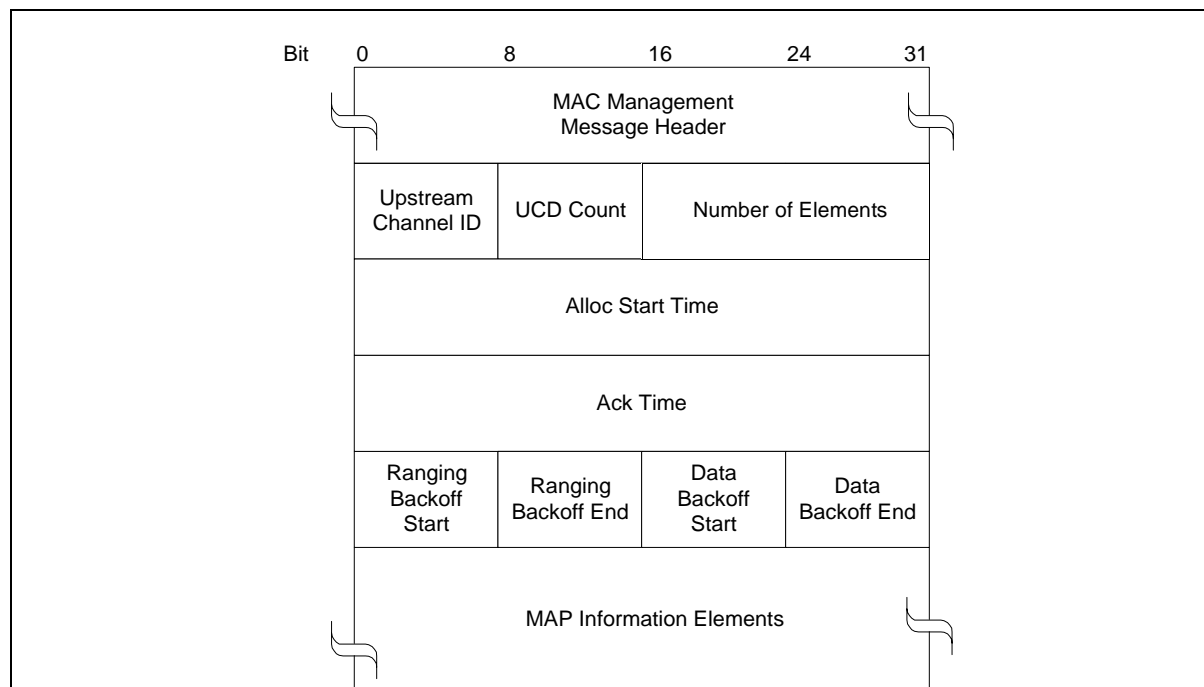 Bit 0 8 16 24 31
MAC Management
Message Header
Upstream
Channel ID
UCD Count
Number of Elements
Alloc Start Time
Ack Time
Ranging
Backoff
Start
Ranging
Backoff End
Data
Backoff
Start
Data
Backoff End
MAP Information Elements